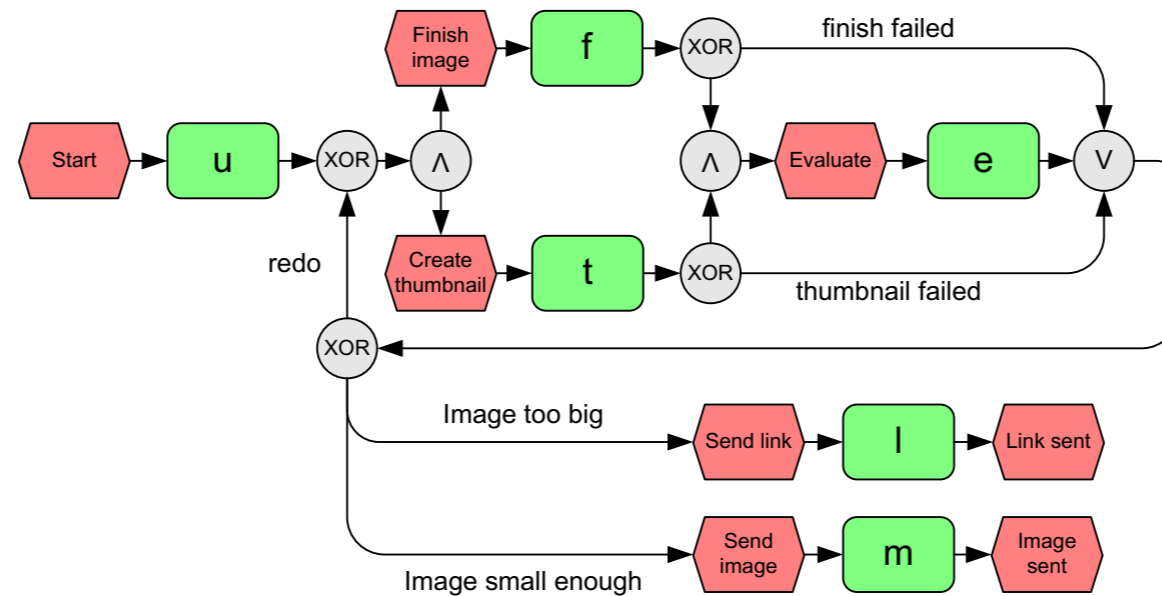 finish failed
Finish
image
f
XOR
Start
u
XOR
Λ
Λ
Evaluate
e
V
redo
Create
thumbnail
t
XOR
thumbnail failed
XOR
Image too big
Send link
l
Link sent
Send
image
m
Image
sent
Image small enough